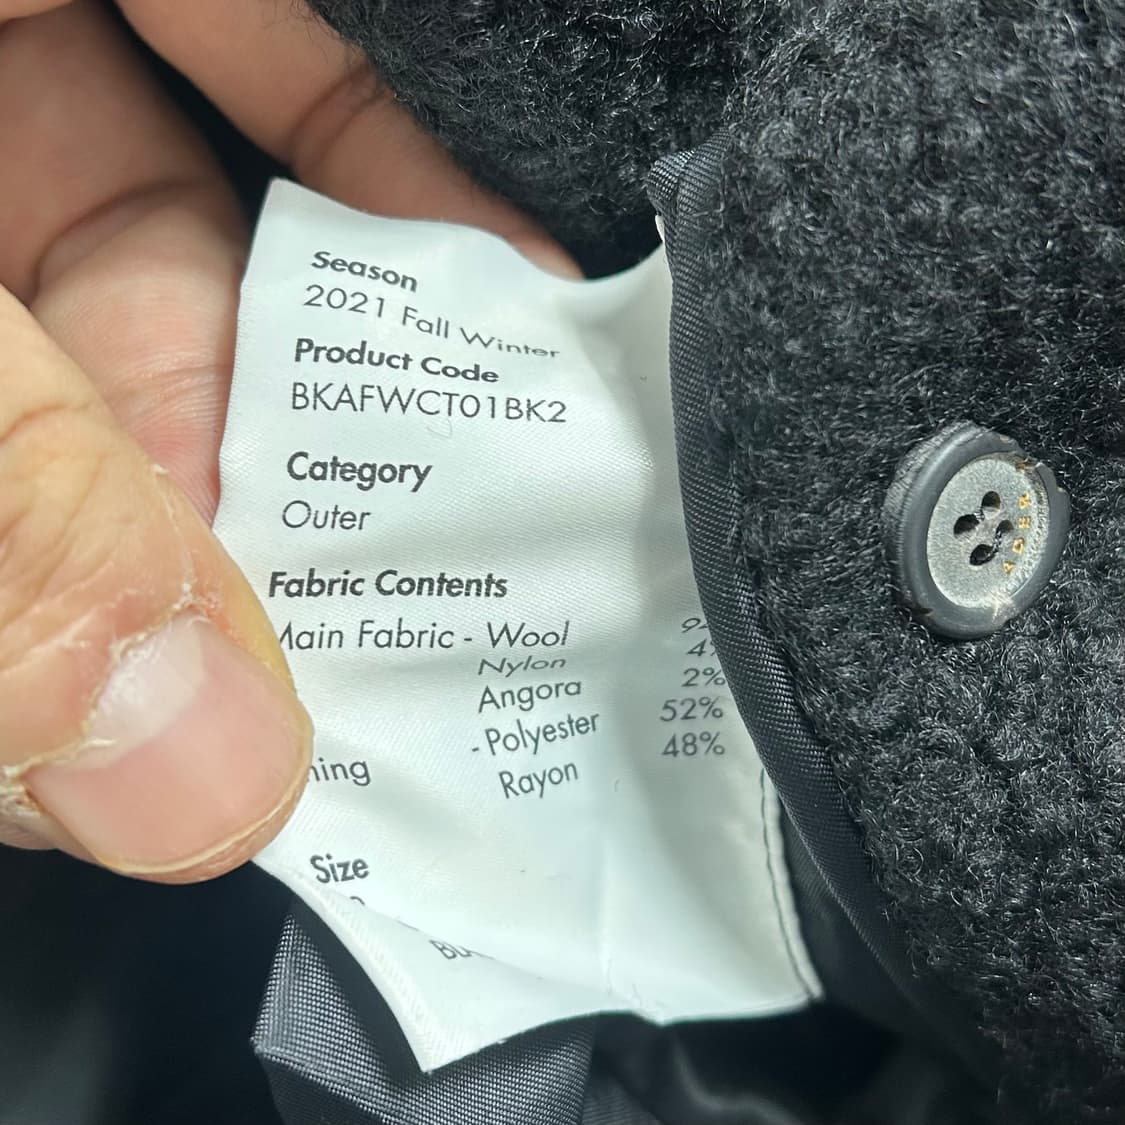 Season
2021 Fall Winter
Product Code
BKAFWCT01BK2
Category
Outer
Fabric Contents
Main Fabric - Wool
Nylon
Angora 2%
- Polyester 52%
Rayon 48%
Size
ADER